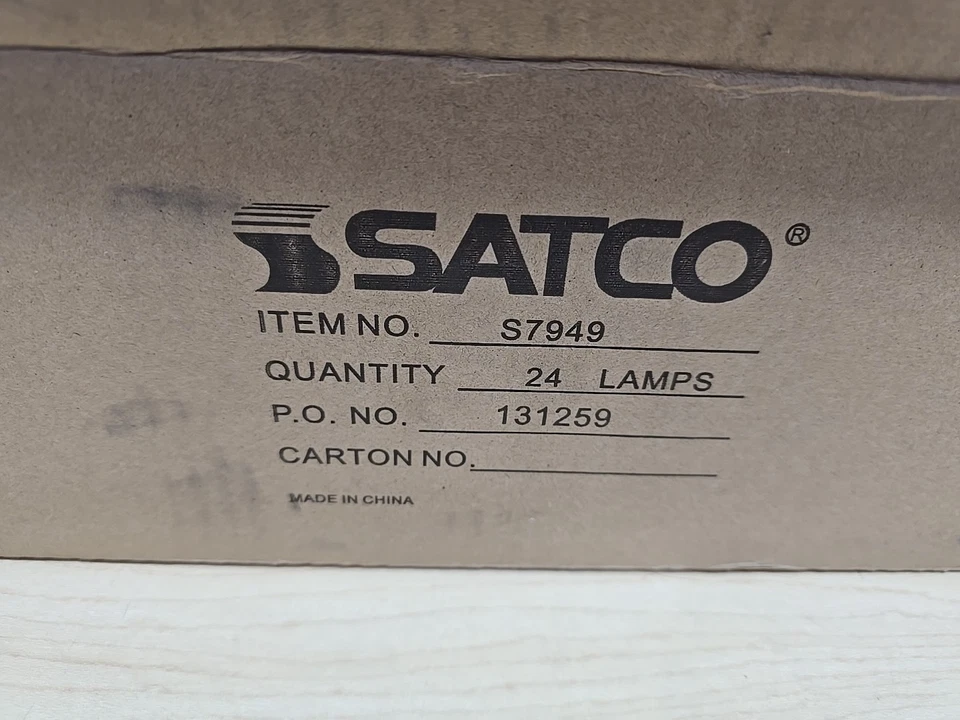 SATCO®
ITEM NO. S7949
QUANTITY 24 LAMPS
P.O. NO. 131259
CARTON NO.
MADE IN CHINA